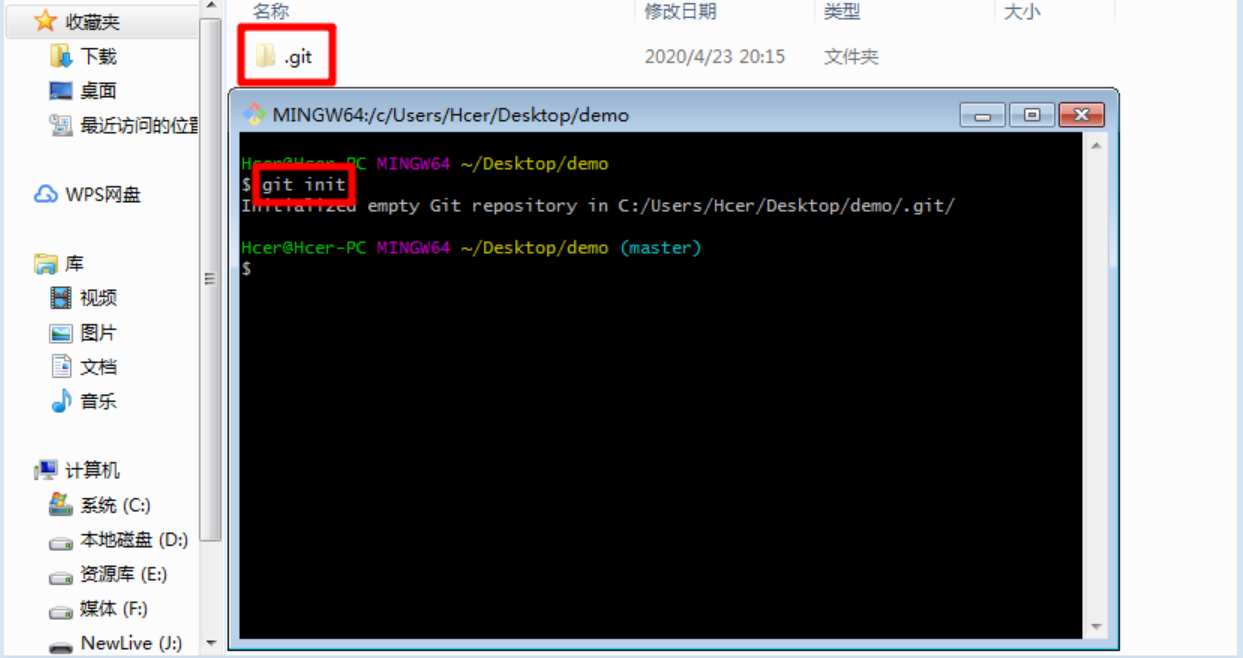 收藏夹
下载
桌面
最近访问的位置
WPS网盘
库
视频
图片
文档
音乐
计算机
系统 (C:)
本地磁盘 (D:)
资源库 (E:)
媒体 (F:)
NewLive (J:)
名称 修改日期 类型 大小
.git 2020/4/23 20:15 文件夹
MINGW64:/c/Users/Hcer/Desktop/demo
Hcer@Hcer-PC MINGW64 ~/Desktop/demo
$ git init
Initialized empty Git repository in C:/Users/Hcer/Desktop/demo/.git/
Hcer@Hcer-PC MINGW64 ~/Desktop/demo (master)
$